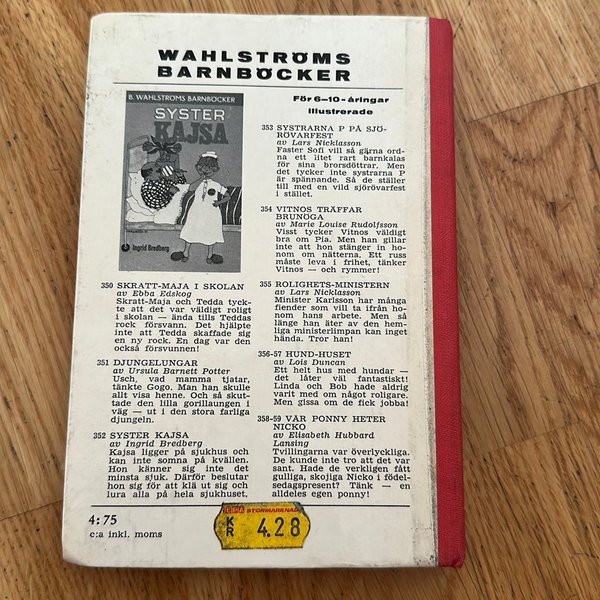 WAHLSTRÖMS
BARNBÖCKER
B. WAHLSTRÖMS BARNBÖCKER
SYSTER
KAJSA
Ingrid Bredberg
350 SKRATT-MAJA I SKOLAN
av Ebba Edskog
Skratt-Maja och Tedda tyck-
te att det var väldigt roligt
i skolan — ända tills Teddas
rock försvann. Det hjälpte
inte att Tedda skaffade sig
en ny rock. En dag var den
också försvunnen!
351 DJUNGELUNGAR
av Ursula Barnett Potter
Usch, vad mamma tjatar,
tänkte Gogo. Man han skulle
allt visa henne. Och så skut-
tade den lilla gorillaungen i
väg — ut i den stora farliga
djungeln.
352 SYSTER KAJSA
av Ingrid Bredberg
Kajsa ligger på sjukhus och
kan inte somna på kvällen.
Hon känner sig inte det
minsta sjuk. Därför beslutar
hon sig för att klä ut sig och
lura alla på hela sjukhuset.
För 6—10-åringar
illustrerade
353 SYSTRARNA P PÅ SJÖ-
RÖVARFEST
av Lars Nicklasson
Faster Sofi vill så gärna ord-
na ett litet rart barnkalas
för sina brorsdöttrar. Men
det tycker inte systrarna P
är spännande. Så de ställer
till med en vild sjörövarfest
i stället.
354 VITNOS TRÄFFAR
BRUNÖGA
av Marie Louise Rudolfsson
Visst tycker Vitnos väldigt
bra om Pia. Men han gillar
inte att hon stänger in ho-
nom om nätterna. Ett russ
måste leva i frihet, tänker
Vitnos — och rymmer!
355 ROLIGHETS-MINISTERN
av Lars Nicklasson
Minister Karlsson har många
fiender som vill ta ifrån ho-
nom hans arbete. Men så
länge han äter av den hem-
liga ministerlimpan kan inget
hända. Tror han!
356-57 HUND-HUSET
av Lois Duncan
Ett helt hus med hundar —
det låter väl fantastiskt!
Linda och Bob hade aldrig
varit med om något roligare.
Men gissa om de fick jobba!
358-59 VÅR PONNY HETER
NICKO
av Elisabeth Hubbard
Lansing
Tvillingarna var överlyckliga.
De kunde inte tro att det var
sant. Hade de verkligen fått
gulliga, skojiga Nicko i födel-
sedagspresent? Tänk — en
alldeles egen ponny!
4:75
c:a inkl. moms
EPA STORMARKNAD
KR 4.28